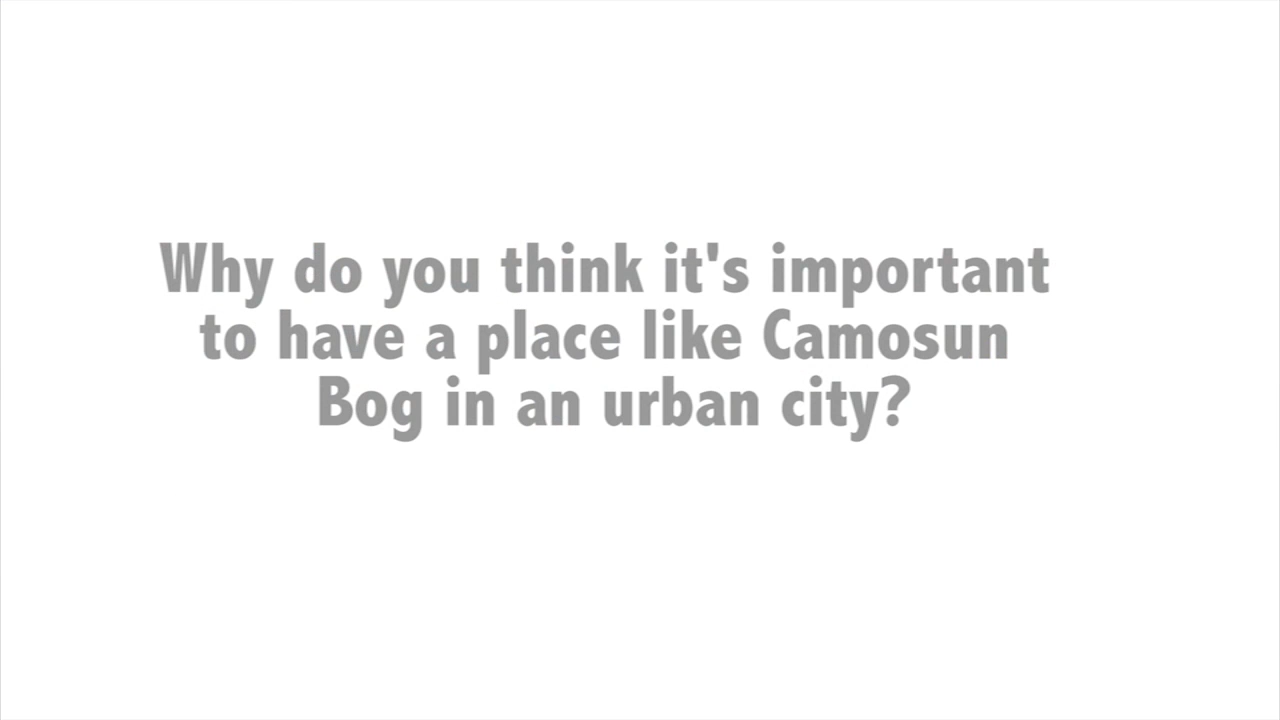 Why do you think it's important
to have a place like Camosun
Bog in an urban city?